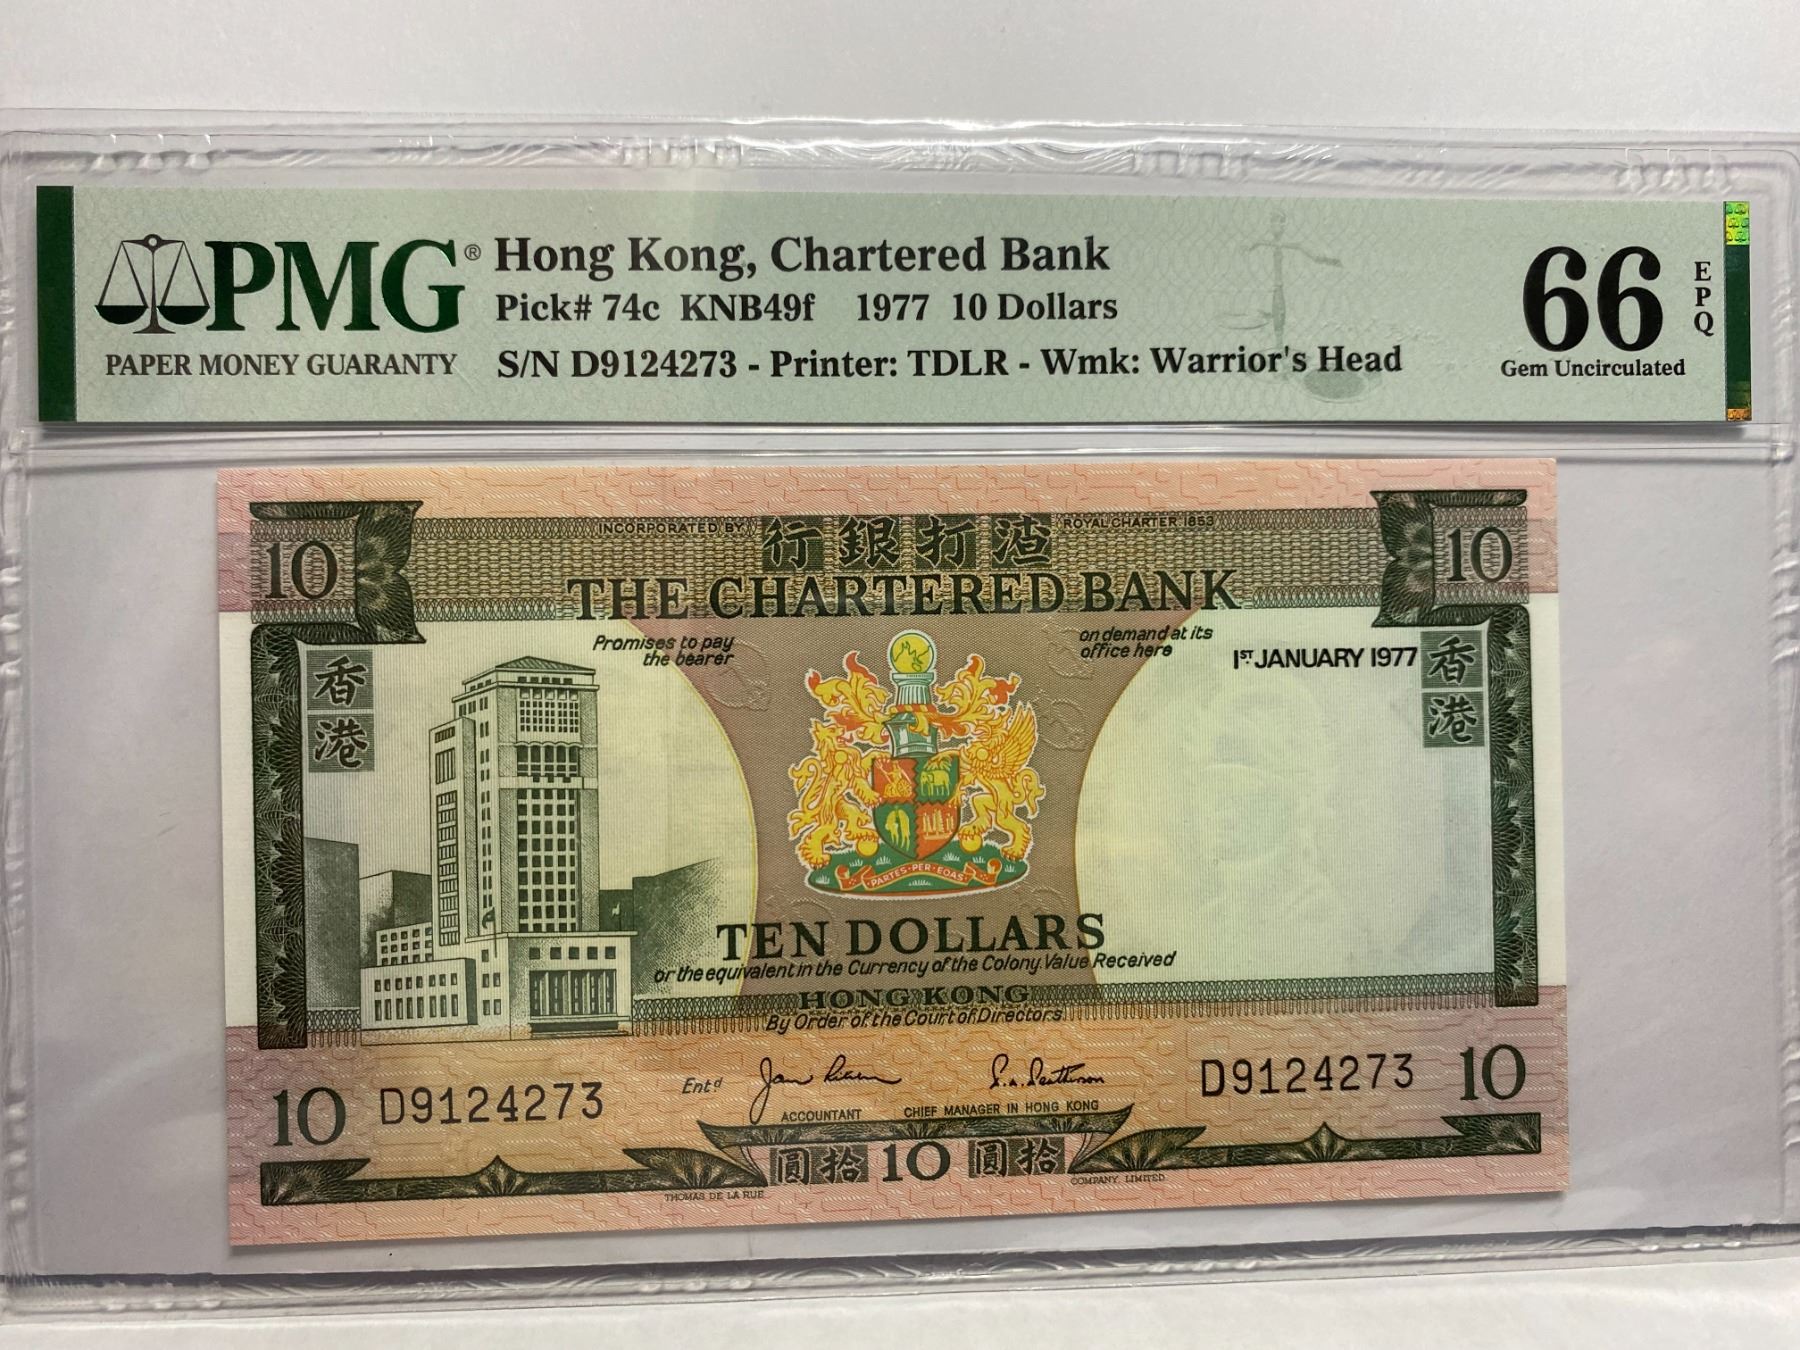 PMG® Hong Kong, Chartered Bank
Pick# 74c KNB49f 1977 10 Dollars
PAPER MONEY GUARANTY S/N D9124273 - Printer: TDLR - Wmk: Warrior's Head
66 EPQ
Gem Uncirculated
INCORPORATED BY 行銀打渣 ROYAL CHARTER 1853
10 10
THE CHARTERED BANK
Promises to pay the bearer
on demand at its office here
1ST JANUARY 1977
香港
香港
PARTES·PER·EOAS
TEN DOLLARS
or the equivalent in the Currency of the Colony. Value Received
HONG KONG
By Order of the Court of Directors
10 D9124273 Entd D9124273 10
ACCOUNTANT CHIEF MANAGER IN HONG KONG
圓拾 10 圓拾
THOMAS DE LA RUE COMPANY, LIMITED